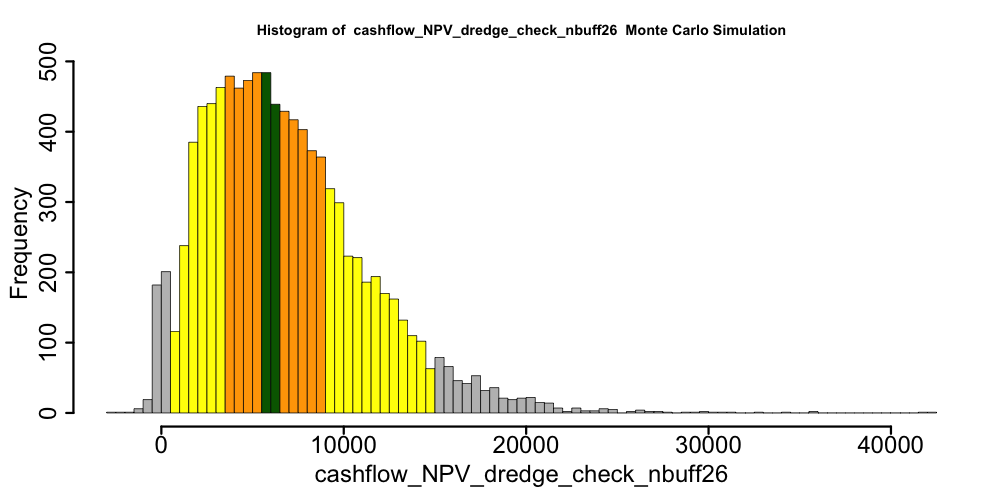 Histogram of  cashflow_NPV_dredge_check_nbuff26  Monte Carlo Simulation
Frequency
500
400
300
200
100
0
0 10000 20000 30000 40000
cashflow_NPV_dredge_check_nbuff26